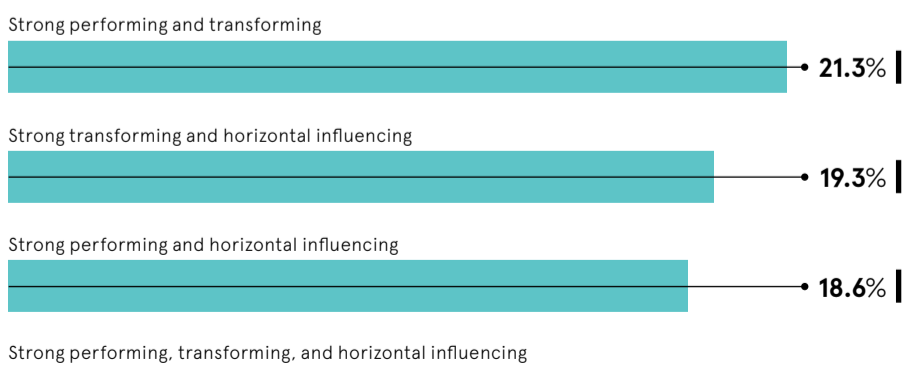 Strong performing and transforming
21.3%
Strong transforming and horizontal influencing
19.3%
Strong performing and horizontal influencing
18.6%
Strong performing, transforming, and horizontal influencing